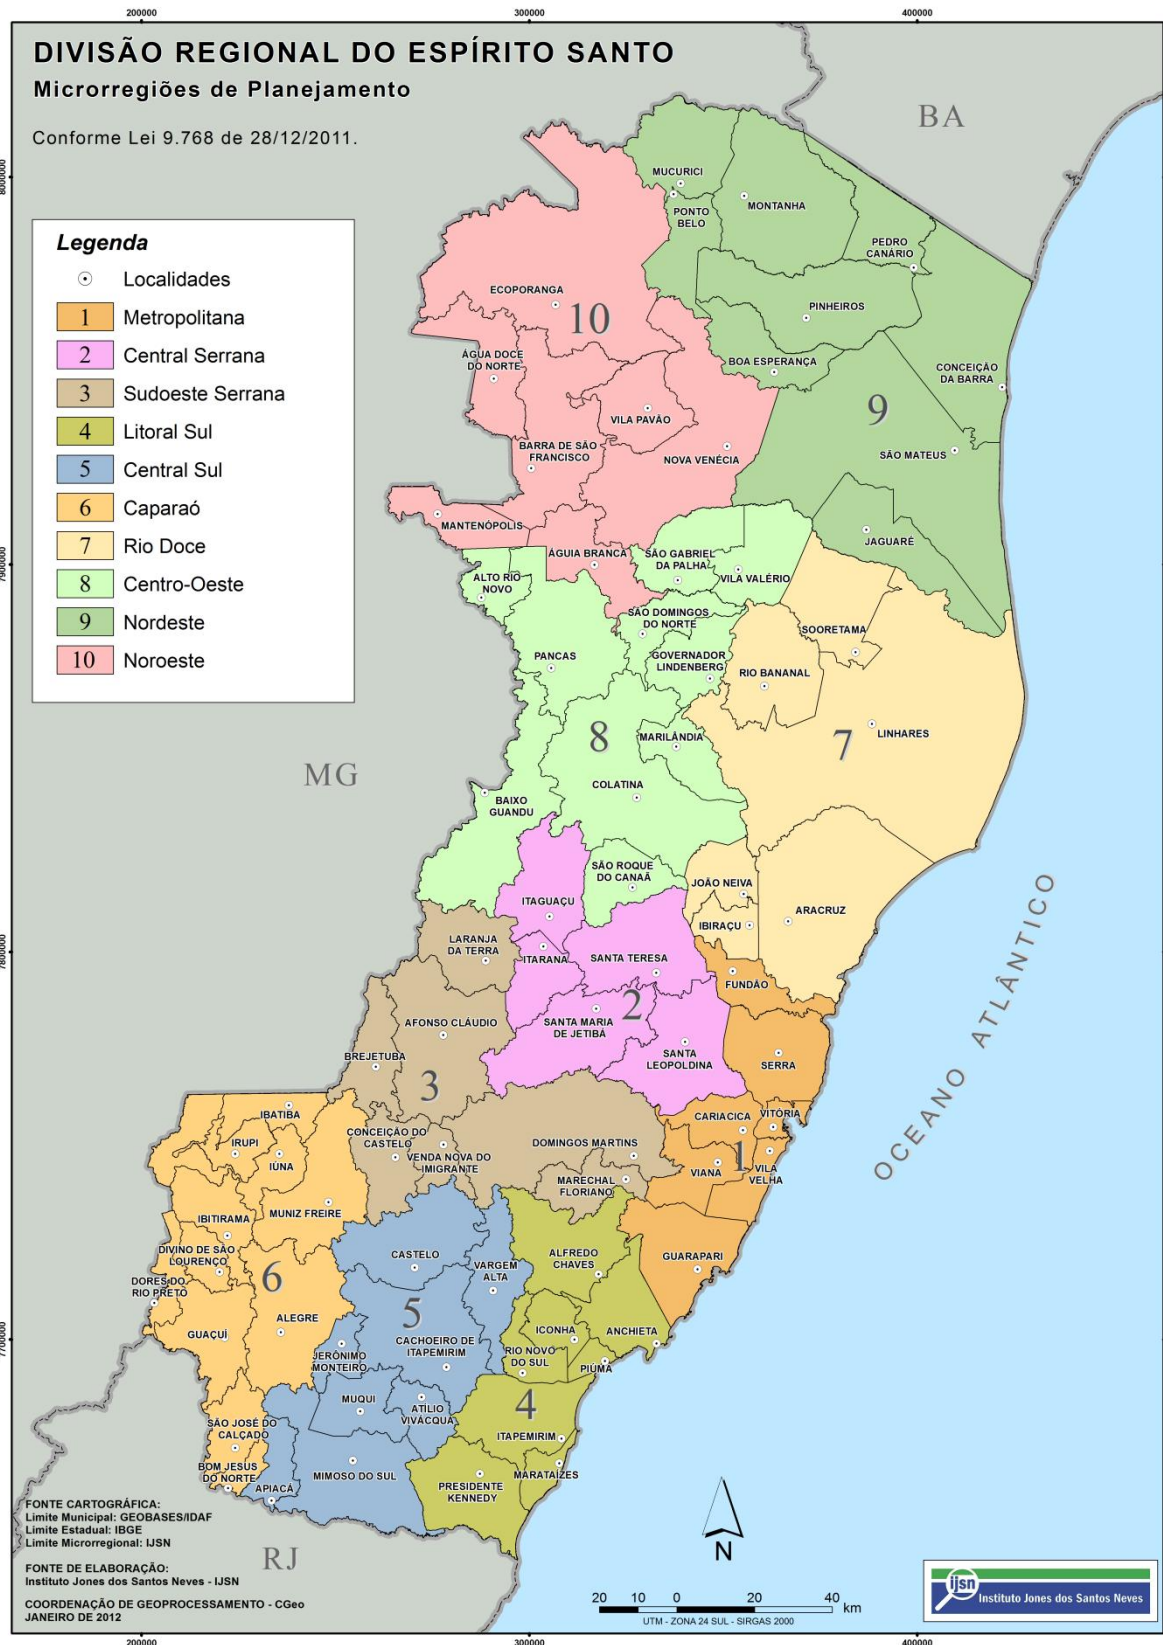 200000
300000
400000
DIVISÃO REGIONAL DO ESPÍRITO SANTO
Microrregiões de Planejamento
Conforme Lei 9.768 de 28/12/2011.
BA
8000000
Legenda
Localidades
1 Metropolitana
2 Central Serrana
3 Sudoeste Serrana
4 Litoral Sul
5 Central Sul
6 Caparaó
7 Rio Doce
8 Centro-Oeste
9 Nordeste
10 Noroeste
MUCURICI
PONTO
BELO
MONTANHA
PEDRO
CANÁRIO
ECOPORANGA
10
PINHEIROS
ÁGUA DOCE
DO NORTE
BOA ESPERANÇA
CONCEIÇÃO
DA BARRA
9
VILA PAVÃO
BARRA DE SÃO
FRANCISCO
NOVA VENÉCIA
SÃO MATEUS
MANTENÓPOLIS
JAGUARÉ
7900000
ÁGUIA BRANCA
SÃO GABRIEL
DA PALHA
VILA VALÉRIO
ALTO RIO
NOVO
SÃO DOMINGOS
DO NORTE
SOORETAMA
PANCAS
GOVERNADOR
LINDENBERG
RIO BANANAL
8
MARILÂNDIA
7
LINHARES
MG
COLATINA
BAIXO
GUANDU
SÃO ROQUE
DO CANAÃ
JOÃO NEIVA
ITAGUAÇU
IBIRAÇU
ARACRUZ
7800000
LARANJA
DA TERRA
ITARANA
SANTA TERESA
FUNDÃO
OCEANO ATLÂNTICO
2
AFONSO CLÁUDIO
SANTA MARIA
DE JETIBÁ
SANTA
LEOPOLDINA
SERRA
BREJETUBA
3
IBATIBA
CARIACICA
VITÓRIA
IRUPI
IÚNA
CONCEIÇÃO DO
CASTELO
VENDA NOVA DO
IMIGRANTE
DOMINGOS MARTINS
1
VIANA
VILA
VELHA
MARECHAL
FLORIANO
IBITIRAMA
MUNIZ FREIRE
DIVINO DE SÃO
LOURENÇO
CASTELO
VARGEM
ALTA
ALFREDO
CHAVES
GUARAPARI
DORES DO
RIO PRETO
6
5
GUAÇUÍ
ALEGRE
JERÔNIMO
MONTEIRO
CACHOEIRO DE
ITAPEMIRIM
ICONHA
ANCHIETA
7700000
RIO NOVO
DO SUL
PIÚMA
MUQUI
ATÍLIO
VIVÁCQUA
4
ITAPEMIRIM
SÃO JOSÉ DO
CALÇADO
BOM JESUS
DO NORTE
APIACÁ
MIMOSO DO SUL
PRESIDENTE
KENNEDY
MARATAÍZES
RJ
FONTE CARTOGRÁFICA:
Limite Municipal: GEOBASES/IDAF
Limite Estadual: IBGE
Limite Microrregional: IJSN
FONTE DE ELABORAÇÃO:
Instituto Jones dos Santos Neves - IJSN
COORDENAÇÃO DE GEOPROCESSAMENTO - CGeo
JANEIRO DE 2012
N
20 10 0 20 40 km
UTM - ZONA 24 SUL - SIRGAS 2000
ijsn Instituto Jones dos Santos Neves
200000
300000
400000